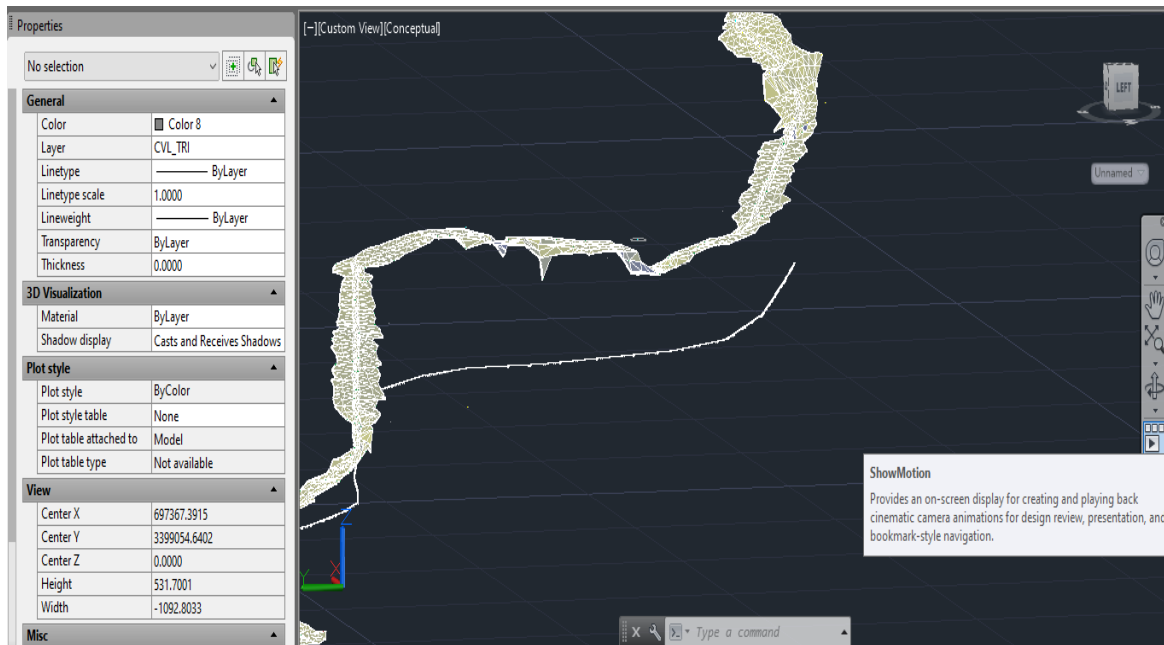 Properties
No selection
General
Color Color 8
Layer CVL_TRI
Linetype ByLayer
Linetype scale 1.0000
Lineweight ByLayer
Transparency ByLayer
Thickness 0.0000
3D Visualization
Material ByLayer
Shadow display Casts and Receives Shadows
Plot style
Plot style ByColor
Plot style table None
Plot table attached to Model
Plot table type Not available
View
Center X 697367.3915
Center Y 3399054.6402
Center Z 0.0000
Height 531.7001
Width -1092.8033
Misc
[−][Custom View][Conceptual]
LEFT
Unnamed
ShowMotion
Provides an on-screen display for creating and playing back
cinematic camera animations for design review, presentation, and
bookmark-style navigation.
Z
X
Y
Type a command